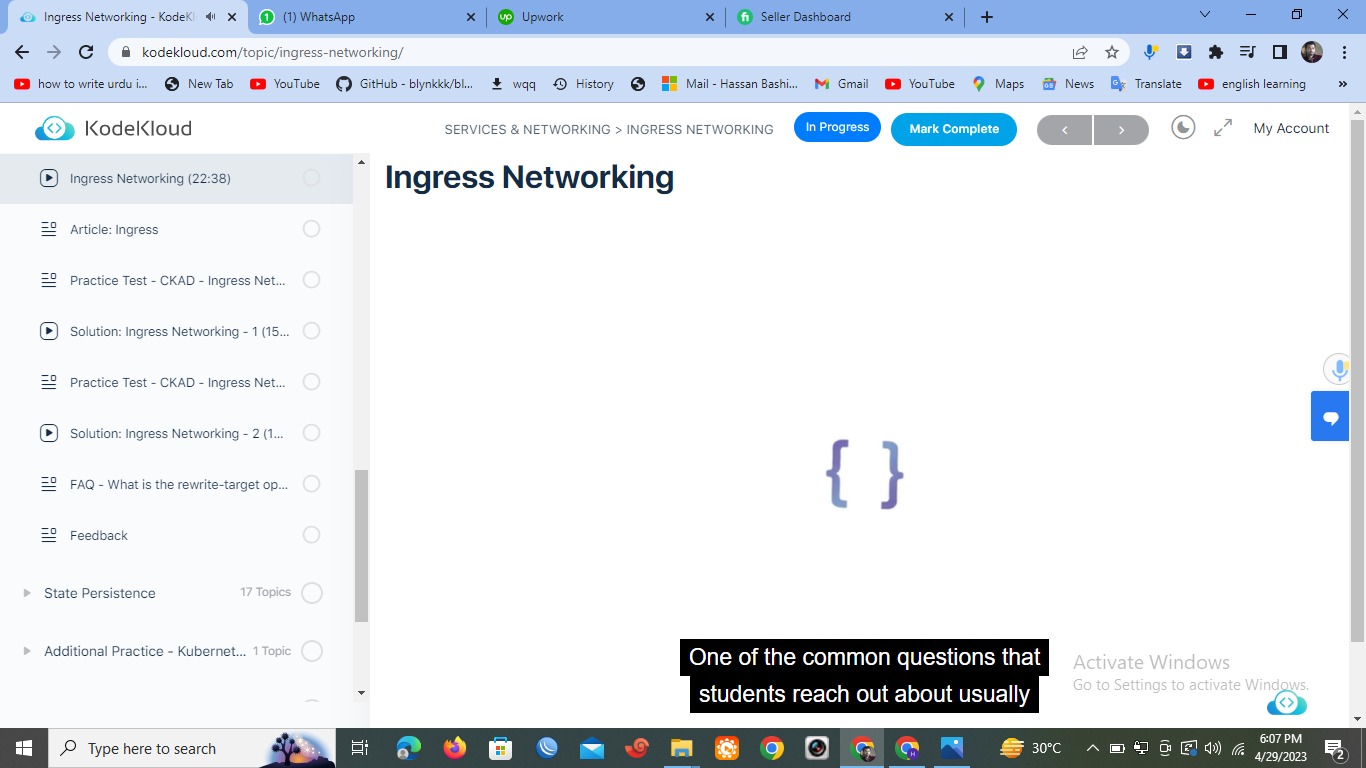 Ingress Networking - KodeKl
(1) WhatsApp
Upwork
Seller Dashboard
kodekloud.com/topic/ingress-networking/
how to write urdu i...
New Tab
YouTube
GitHub - blynkkk/bl...
wqq
History
Mail - Hassan Bashi...
Gmail
YouTube
Maps
News
Translate
english learning
»
KodeKloud
SERVICES & NETWORKING > INGRESS NETWORKING
In Progress
Mark Complete
My Account
Ingress Networking (22:38)
Article: Ingress
Practice Test - CKAD - Ingress Net...
Solution: Ingress Networking - 1 (15...
Practice Test - CKAD - Ingress Net...
Solution: Ingress Networking - 2 (1...
FAQ - What is the rewrite-target op...
Feedback
State Persistence 17 Topics
Additional Practice - Kubernet... 1 Topic
Ingress Networking
{ }
One of the common questions that
students reach out about usually
Activate Windows
Go to Settings to activate Windows.
Type here to search
30°C
6:07 PM
4/29/2023
2